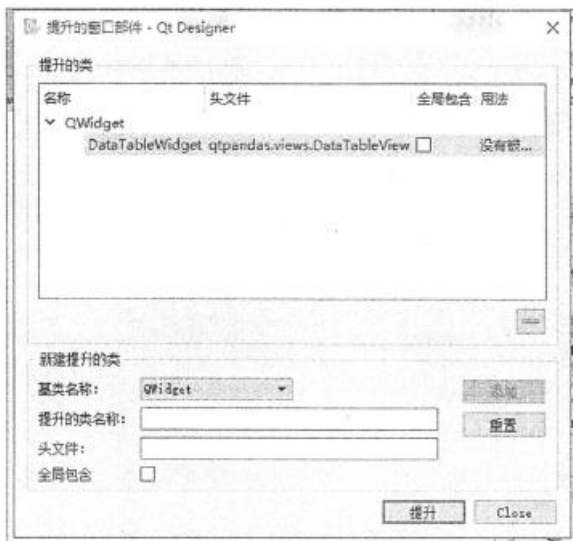 提升的窗口部件 - Qt Designer
提升的类
名称 头文件 全局包含 用法
QWidget
DataTableWidget qtpandas.views.DataTableView 没有被...
新建提升的类
基类名称: QWidget 添加
提升的类名称: 重置
头文件:
全局包含
提升 Close